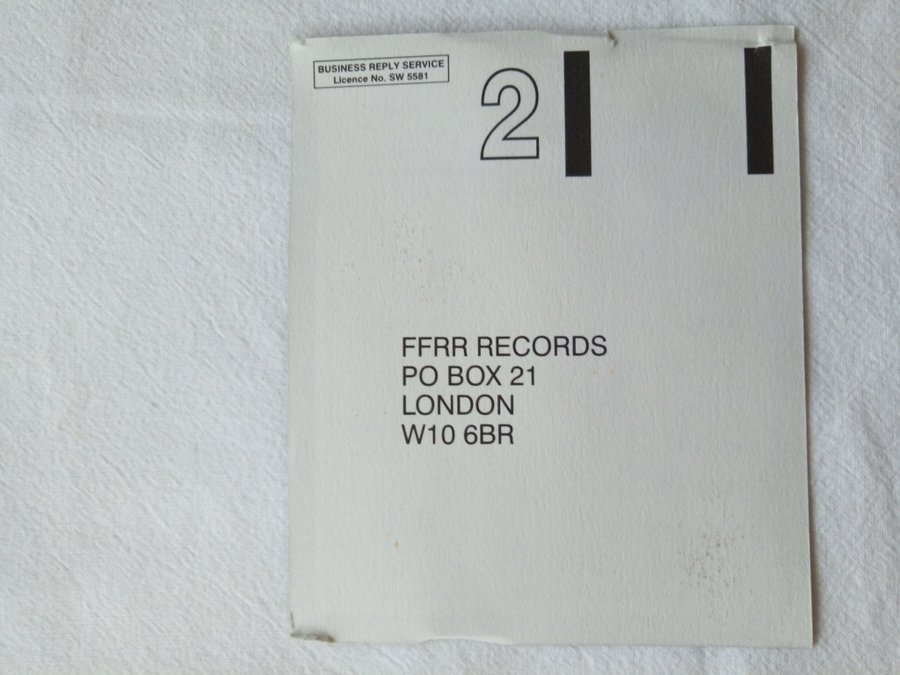 BUSINESS REPLY SERVICE
Licence No. SW 5581
2
FFRR RECORDS
PO BOX 21
LONDON
W10 6BR